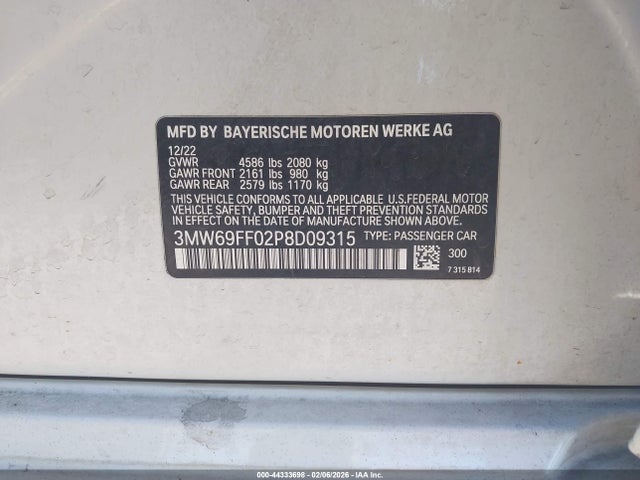 MFD BY BAYERISCHE MOTOREN WERKE AG
12/22
GVWR 4586 lbs 2080 kg
GAWR FRONT 2161 lbs 980 kg
GAWR REAR 2579 lbs 1170 kg
THIS VEHICLE CONFORMS TO ALL APPLICABLE U.S.FEDERAL MOTOR
VEHICLE SAFETY, BUMPER, AND THEFT PREVENTION STANDARDS IN
EFFECT ON THE DATE OF MANUFACTURE SHOWN ABOVE.
3MW69FF02P8D09315 TYPE: PASSENGER CAR
300
7 315 814
000-44333698 - 02/06/2026 - IAA Inc.